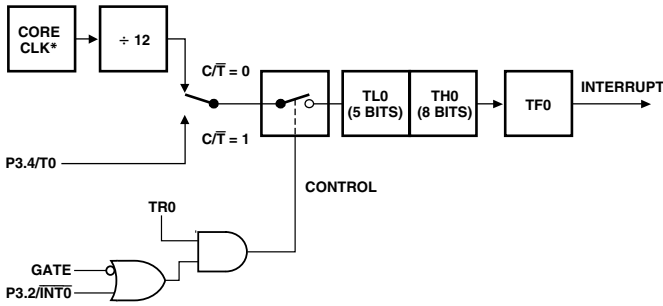 CORE
CLK*
÷ 12
C/T̅ = 0
TL0
(5 BITS)
TH0
(8 BITS)
TF0
INTERRUPT
C/T̅ = 1
P3.4/T0
CONTROL
TR0
GATE
P3.2/I̅N̅T̅0̅